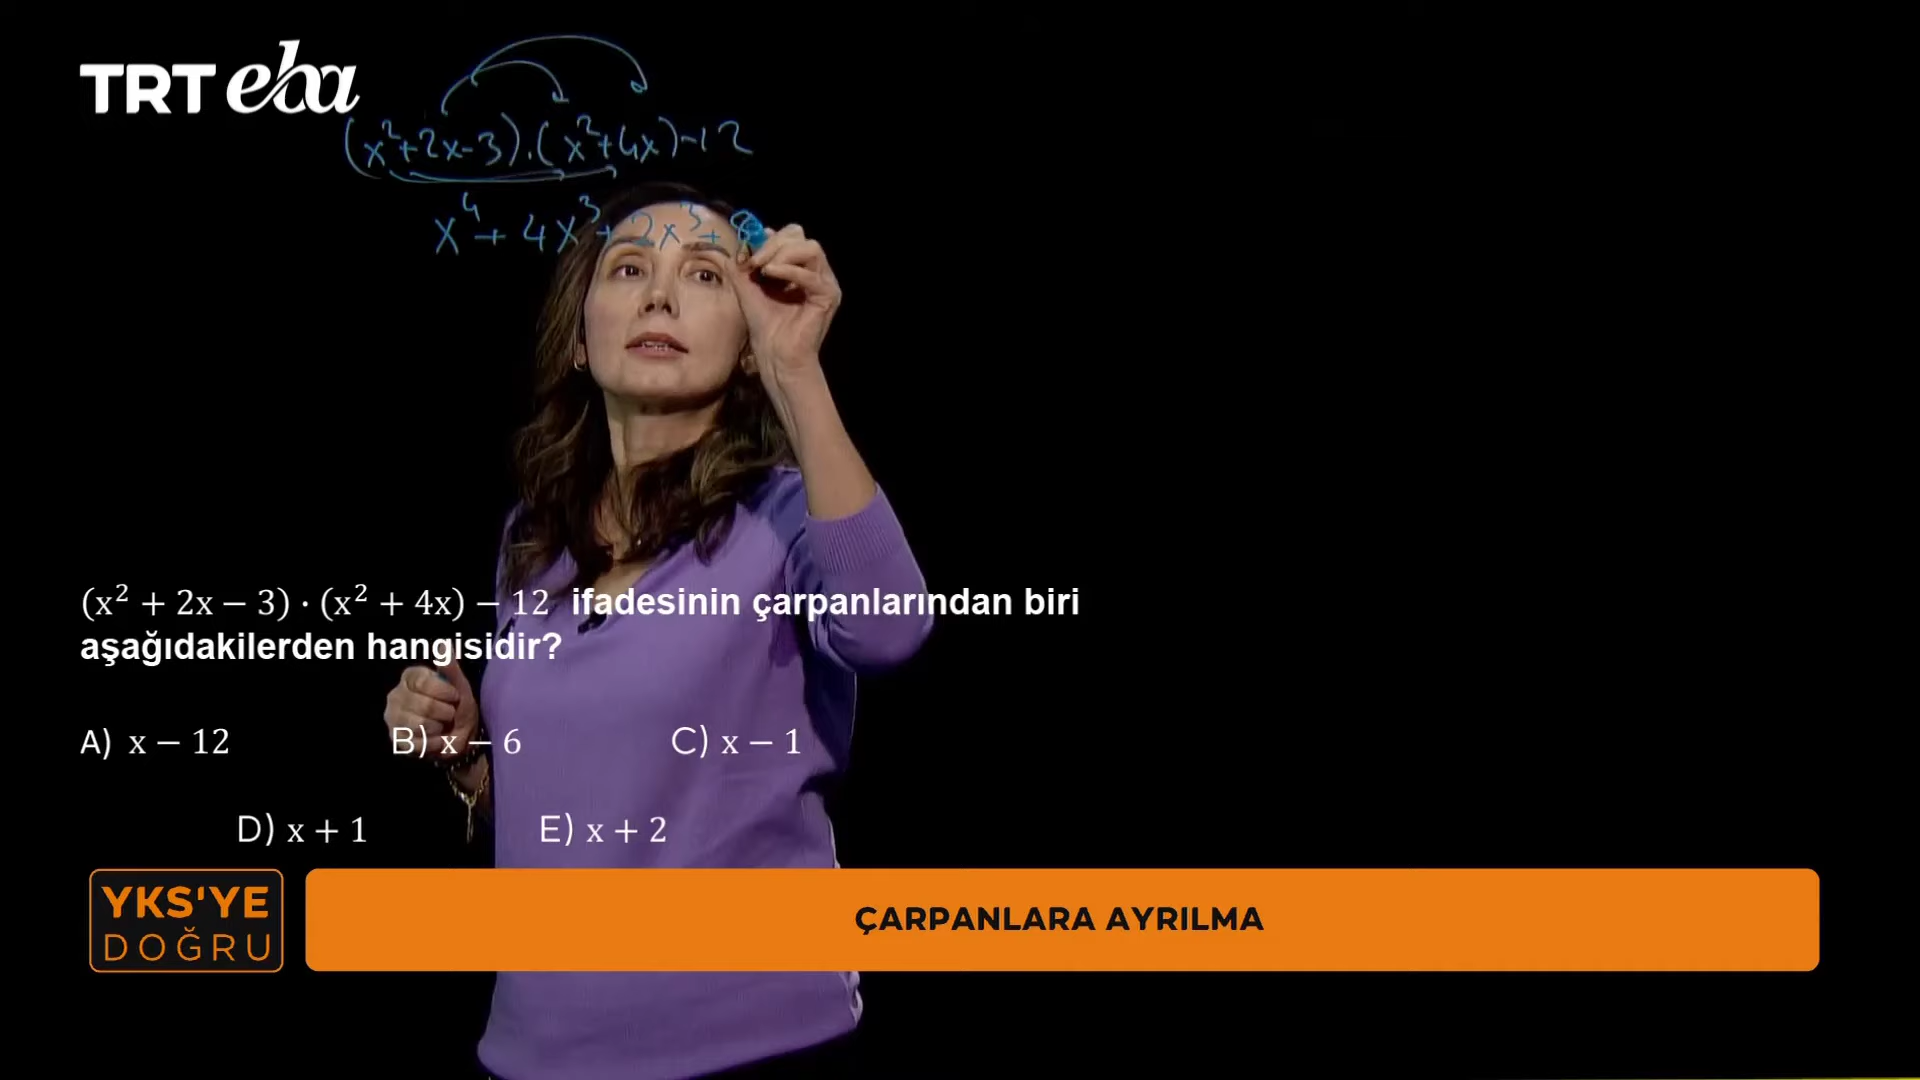 TRT eba
(x²+2x-3).(x²+4x)-12
x⁴+4x³+2x³+8
(x² + 2x − 3) · (x² + 4x) − 12 ifadesinin çarpanlarından biri
aşağıdakilerden hangisidir?
A) x − 12 B) x − 6 C) x − 1
D) x + 1 E) x + 2
YKS'YE
DOĞRU
ÇARPANLARA AYRILMA